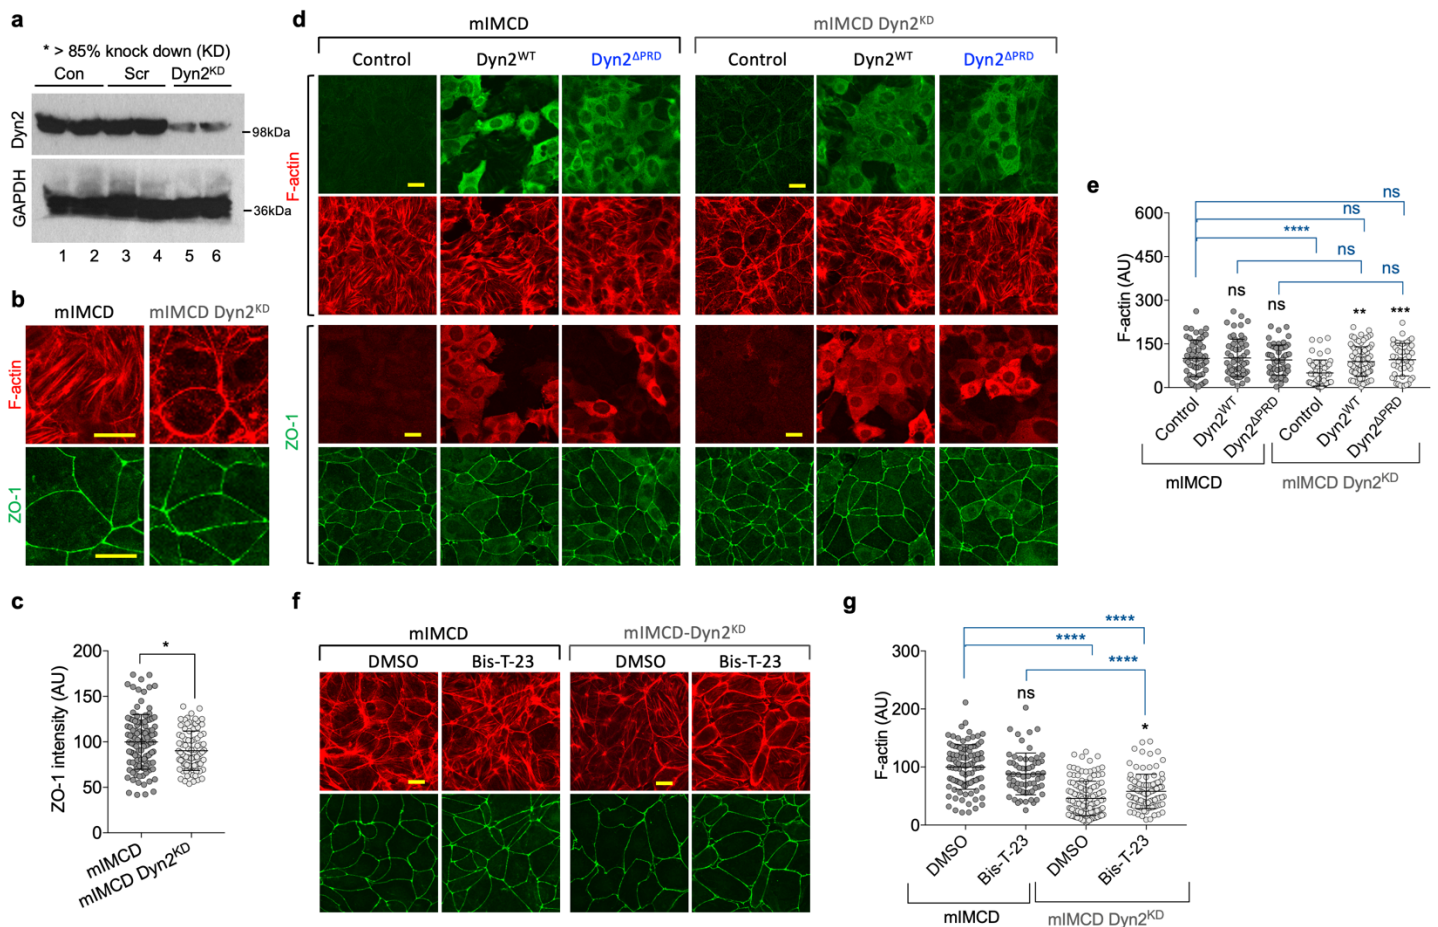 a
* > 85% knock down (KD)
Con Scr Dyn2KD
Dyn2
98kDa
GAPDH
36kDa
1 2 3 4 5 6
b
mIMCD mIMCD Dyn2KD
F-actin
ZO-1
c
ZO-1 intensity (AU)
200
150
100
50
0
*
mIMCD
mIMCD Dyn2KD
d
mIMCD mIMCD Dyn2KD
Control Dyn2WT Dyn2ΔPRD Control Dyn2WT Dyn2ΔPRD
F-actin
ZO-1
e
F-actin (AU)
600
450
300
150
0
ns
ns
****
ns
ns
ns ns ** ***
Control Dyn2WT Dyn2ΔPRD Control Dyn2WT Dyn2ΔPRD
mIMCD mIMCD Dyn2KD
f
mIMCD mIMCD-Dyn2KD
DMSO Bis-T-23 DMSO Bis-T-23
g
F-actin (AU)
300
200
100
0
****
****
****
ns *
DMSO Bis-T-23 DMSO Bis-T-23
mIMCD mIMCD Dyn2KD